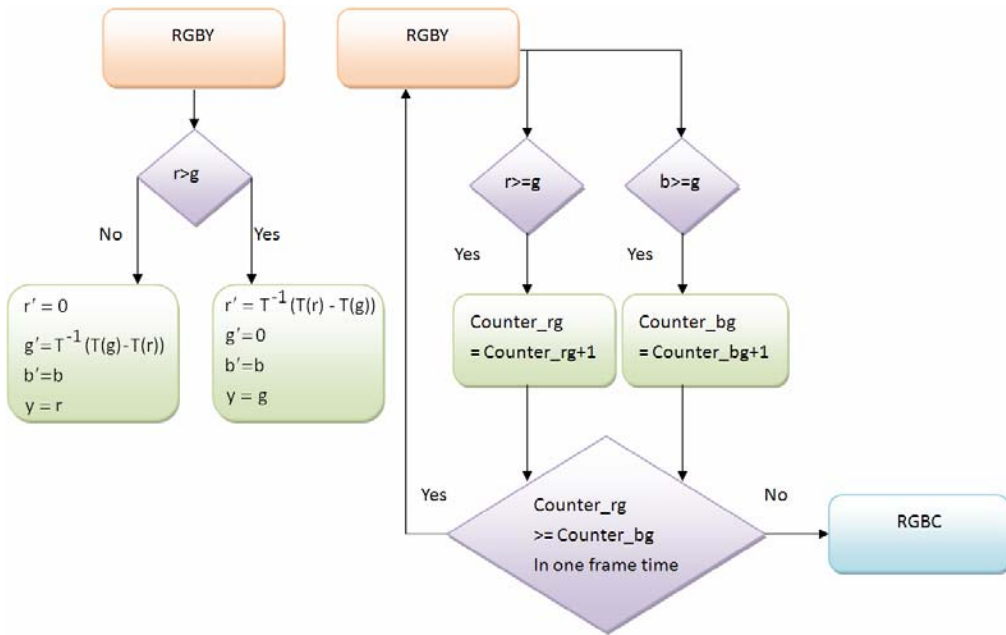 RGBY
r>g
No
Yes
r' = 0
g'=T⁻¹(T(g)-T(r))
b'=b
y = r
r' = T⁻¹(T(r) - T(g))
g'=0
b'=b
y = g
RGBY
r>=g
b>=g
Yes
Yes
Counter_rg
= Counter_rg+1
Counter_bg
= Counter_bg+1
Yes
Counter_rg
>= Counter_bg
In one frame time
No
RGBC